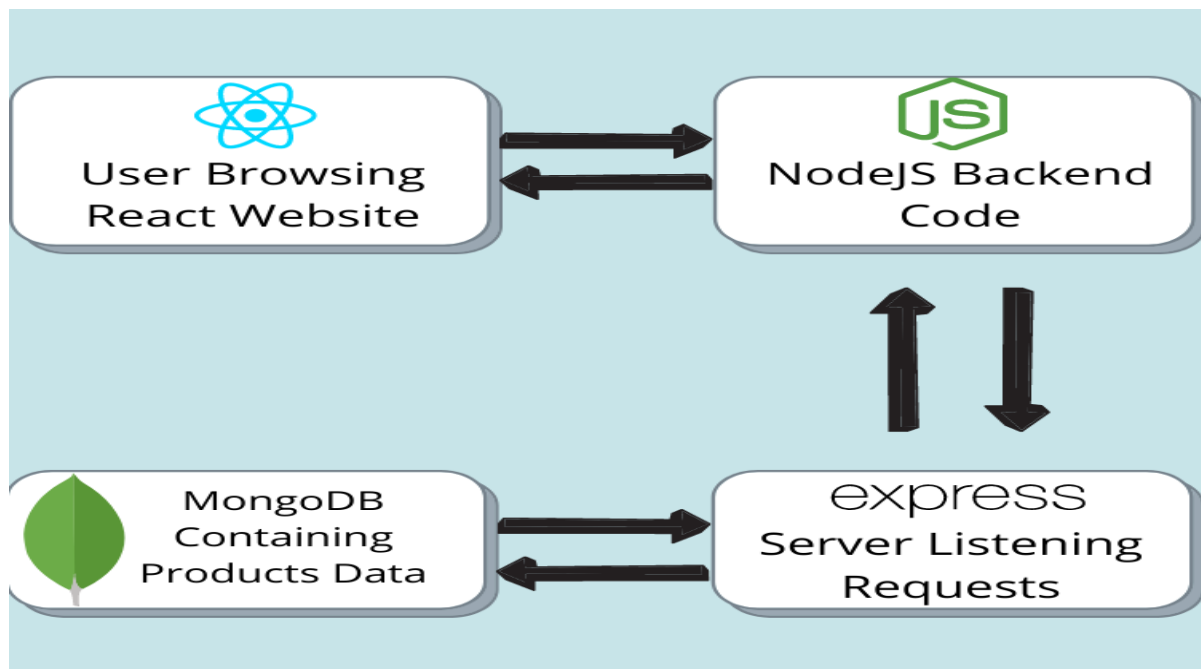 User Browsing
React Website
JS
NodeJS Backend
Code
MongoDB
Containing
Products Data
express
Server Listening
Requests